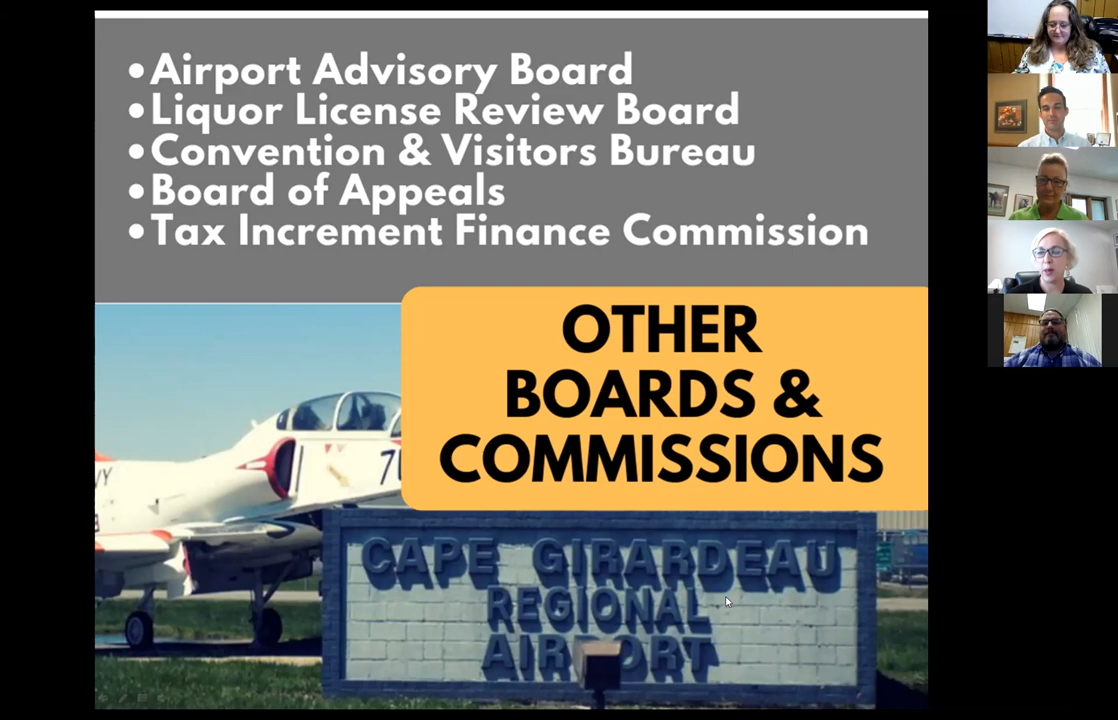 •Airport Advisory Board
•Liquor License Review Board
•Convention & Visitors Bureau
•Board of Appeals
•Tax Increment Finance Commission
OTHER
BOARDS &
COMMISSIONS
7
CAPE GIRARDEAU
REGIONAL
AIRPORT